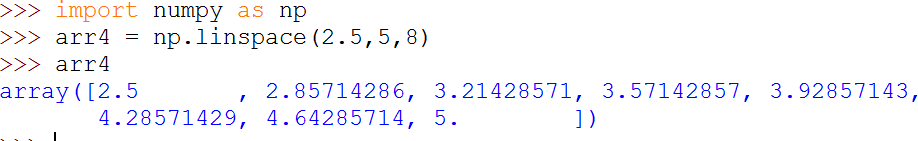 >>> import numpy as np
>>> arr4 = np.linspace(2.5,5,8)
>>> arr4
array([2.5       , 2.85714286, 3.21428571, 3.57142857, 3.92857143,
       4.28571429, 4.64285714, 5.        ])
>>>